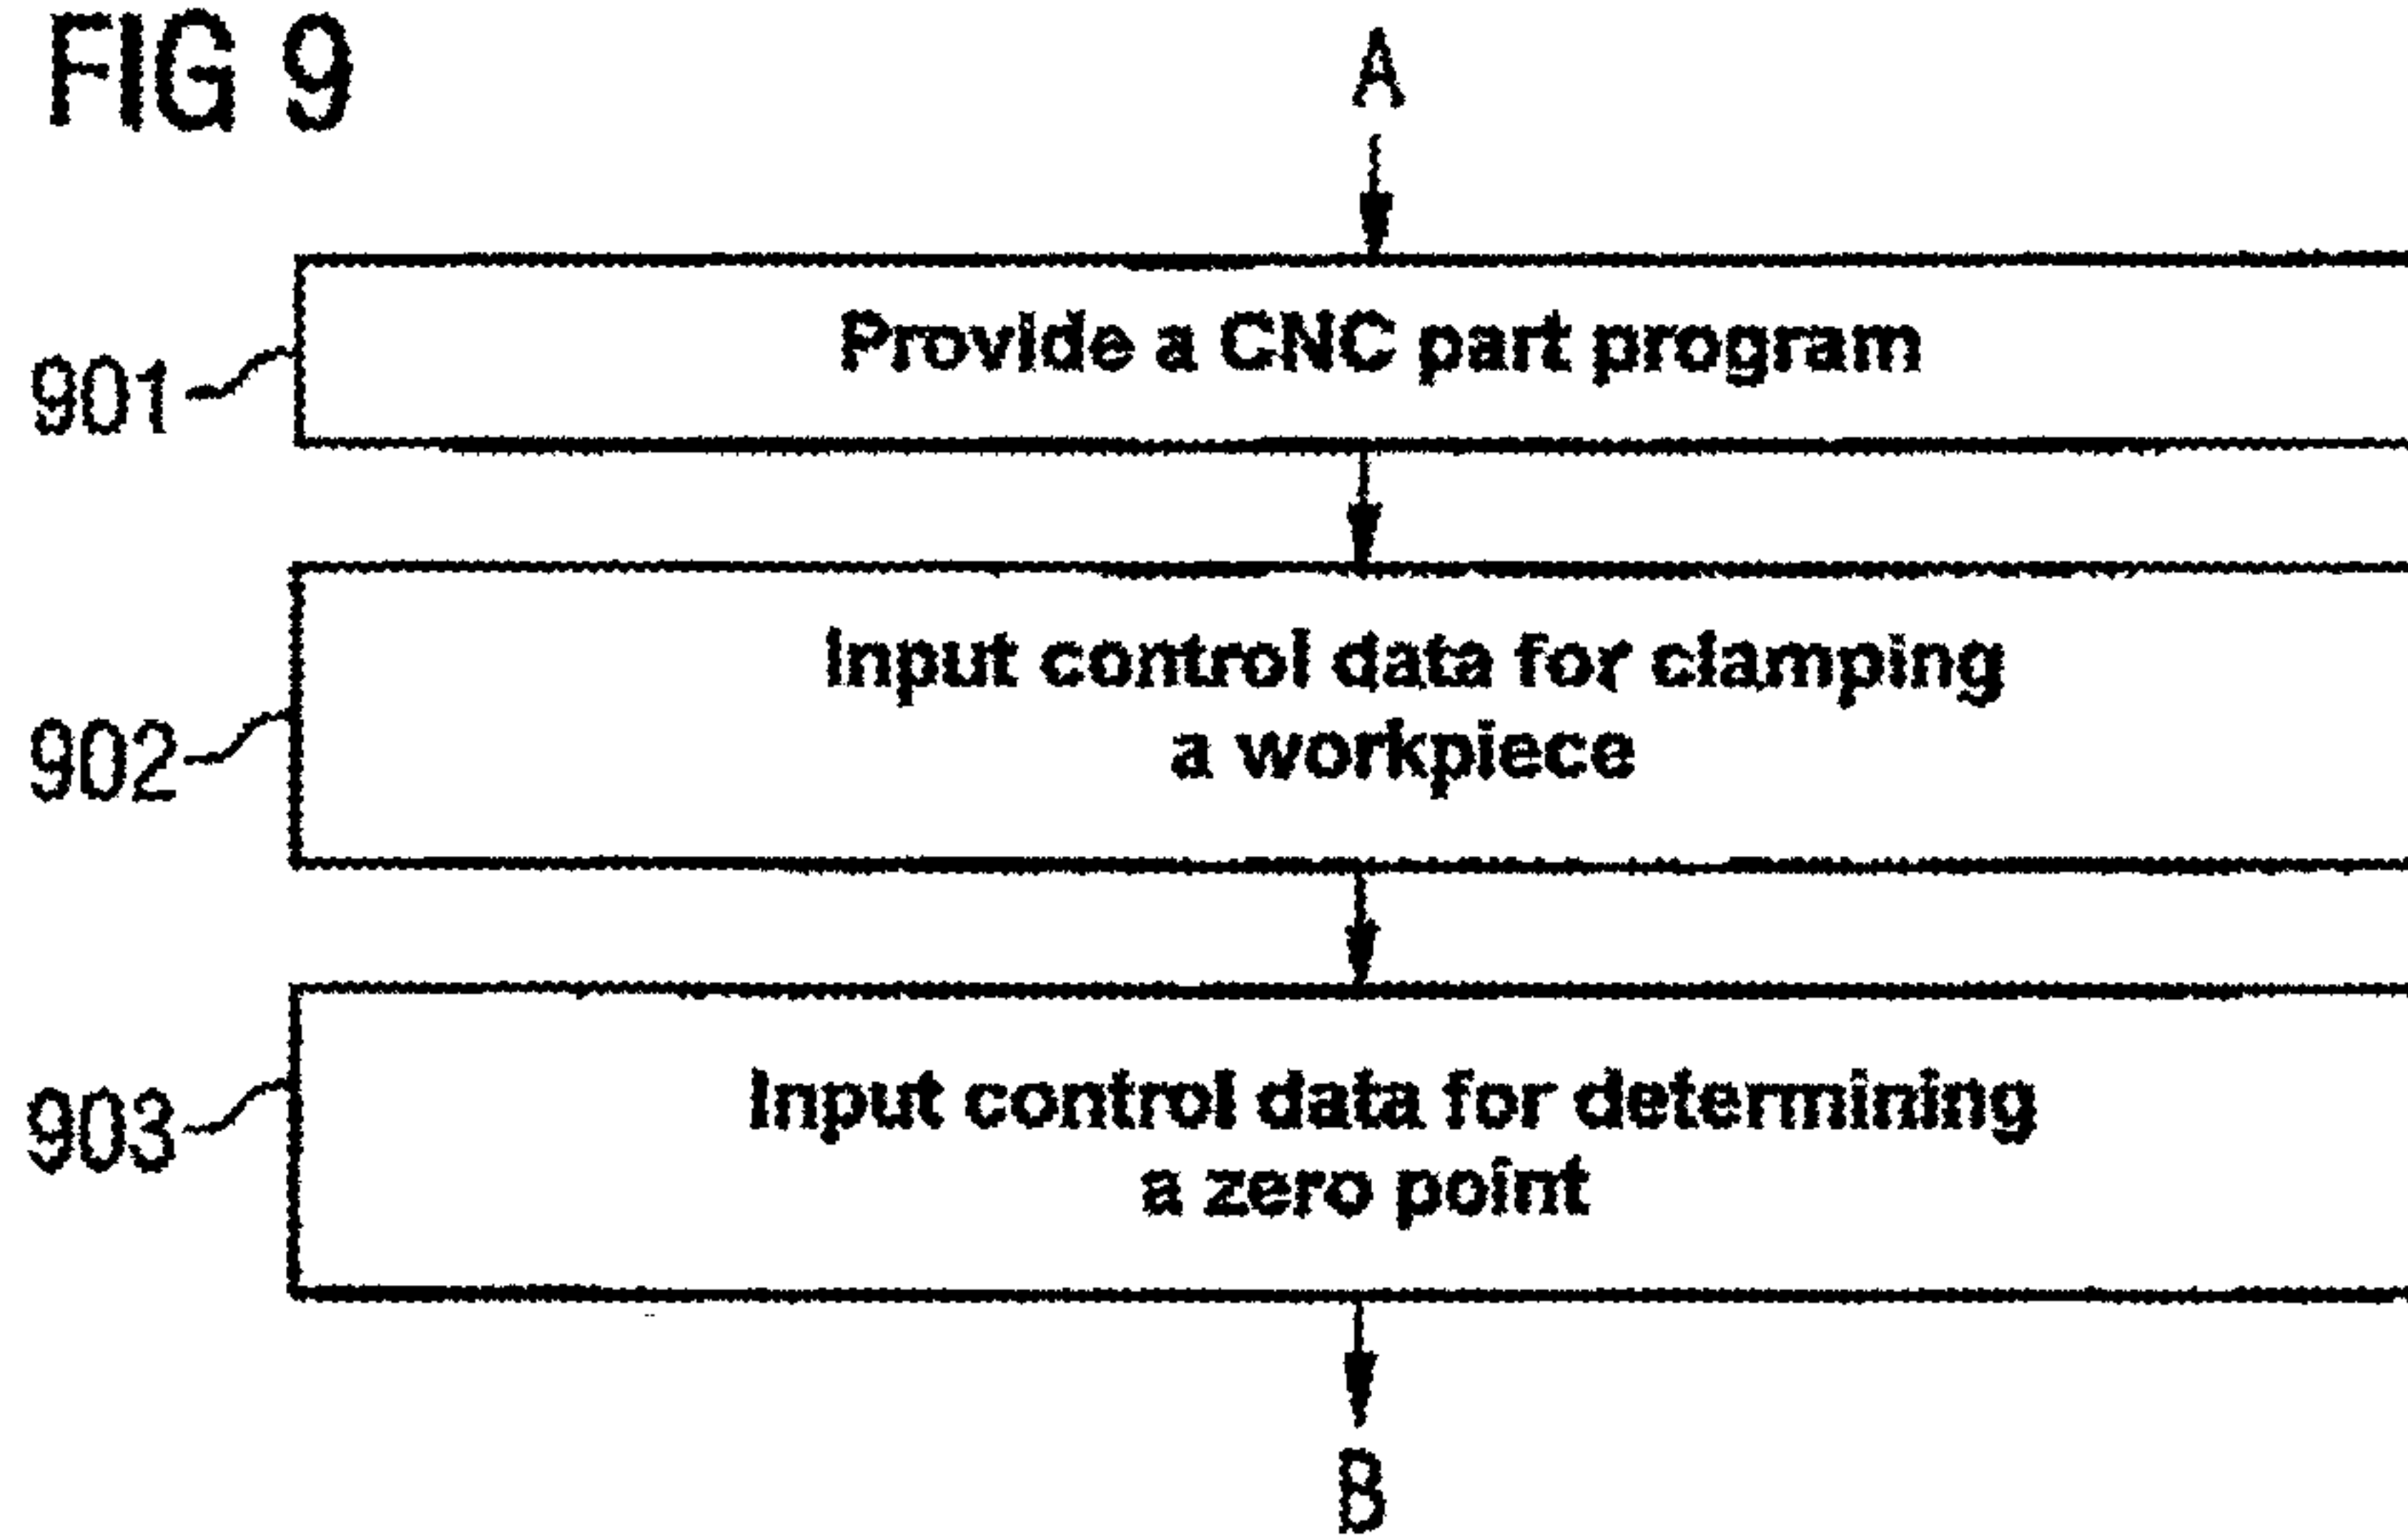 FIG 9
A
901
Provide a CNC part program
902
Input control data for clamping
a workpiece
903
Input control data for determining
a zero point
B